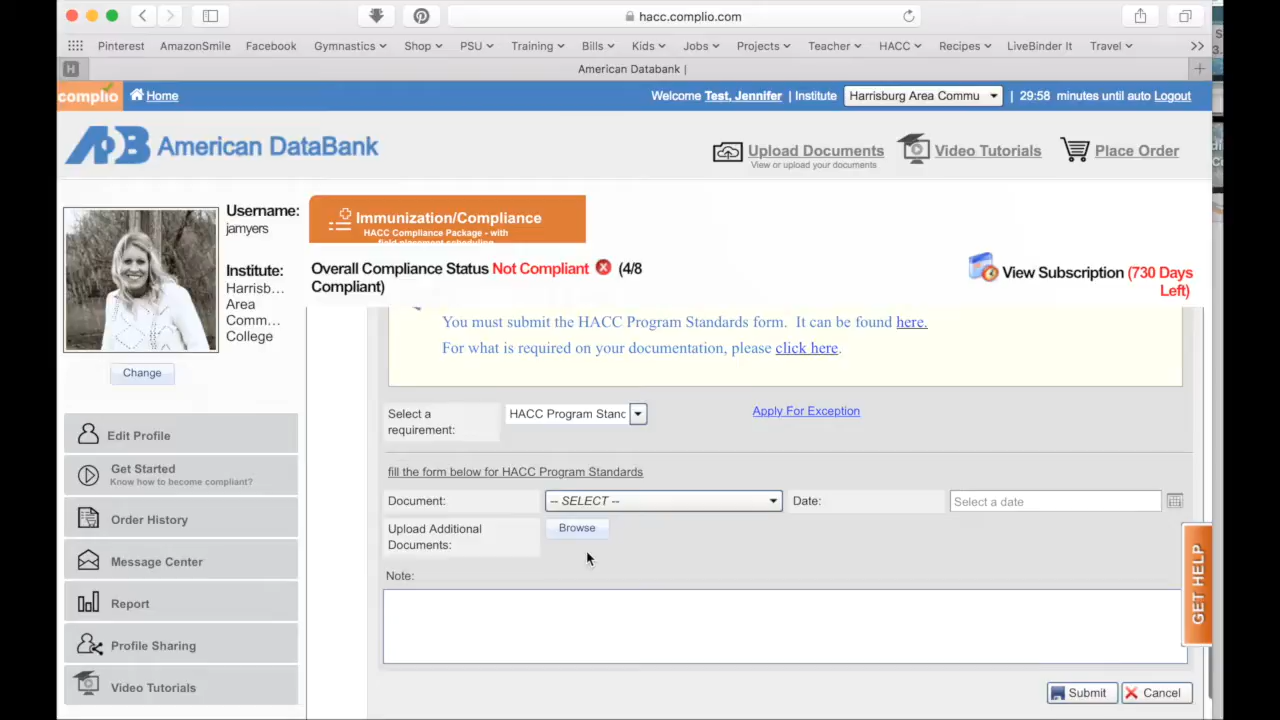 hacc.complio.com
Pinterest AmazonSmile Facebook Gymnastics Shop PSU Training Bills Kids Jobs Projects Teacher HACC Recipes LiveBinder It Travel
H American Databank |
complio Home Welcome Test, Jennifer | Institute Harrisburg Area Commu | 29:58 minutes until auto Logout
ADB American DataBank
Upload Documents Video Tutorials Place Order
View or upload your documents
Username:
jamyers
Institute:
Harrisb...
Area
Comm...
College
Change
Immunization/Compliance
HACC Compliance Package - with
field placement scheduling
Overall Compliance Status Not Compliant (4/8
Compliant)
View Subscription (730 Days
Left)
Edit Profile
Get Started
Know how to become compliant?
Order History
Message Center
Report
Profile Sharing
Video Tutorials
You must submit the HACC Program Standards form. It can be found here.
For what is required on your documentation, please click here.
Select a
requirement:
HACC Program Stanc
Apply For Exception
fill the form below for HACC Program Standards
Document: -- SELECT -- Date: Select a date
Upload Additional
Documents:
Browse
Note:
GET HELP
Submit Cancel